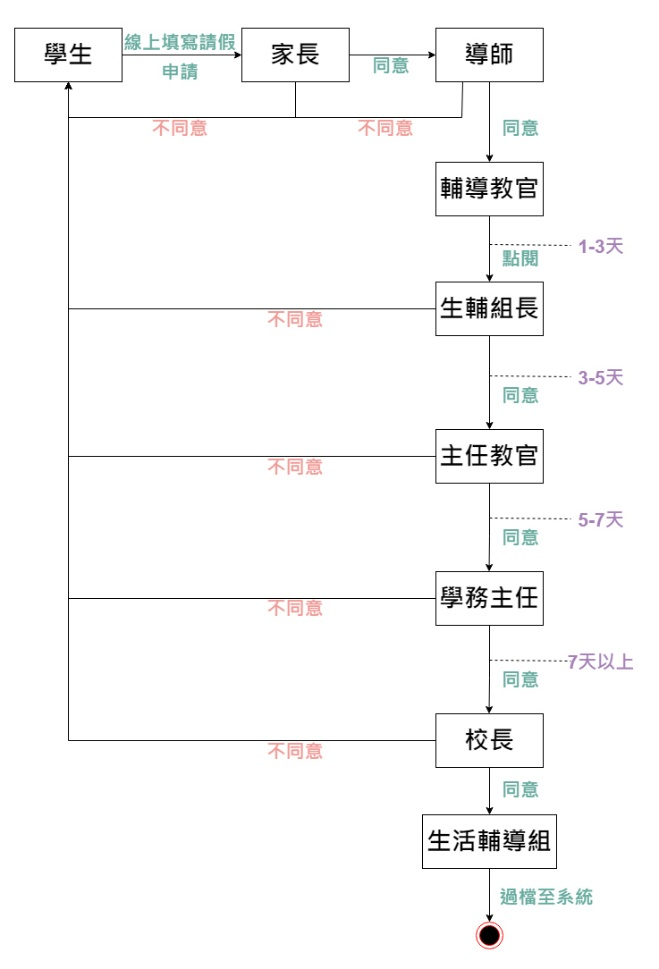 學生
線上填寫請假
申請
家長
同意
導師
不同意
不同意
同意
輔導教官
1-3天
點閱
生輔組長
不同意
3-5天
同意
主任教官
不同意
5-7天
同意
學務主任
不同意
7天以上
同意
校長
不同意
同意
生活輔導組
過檔至系統